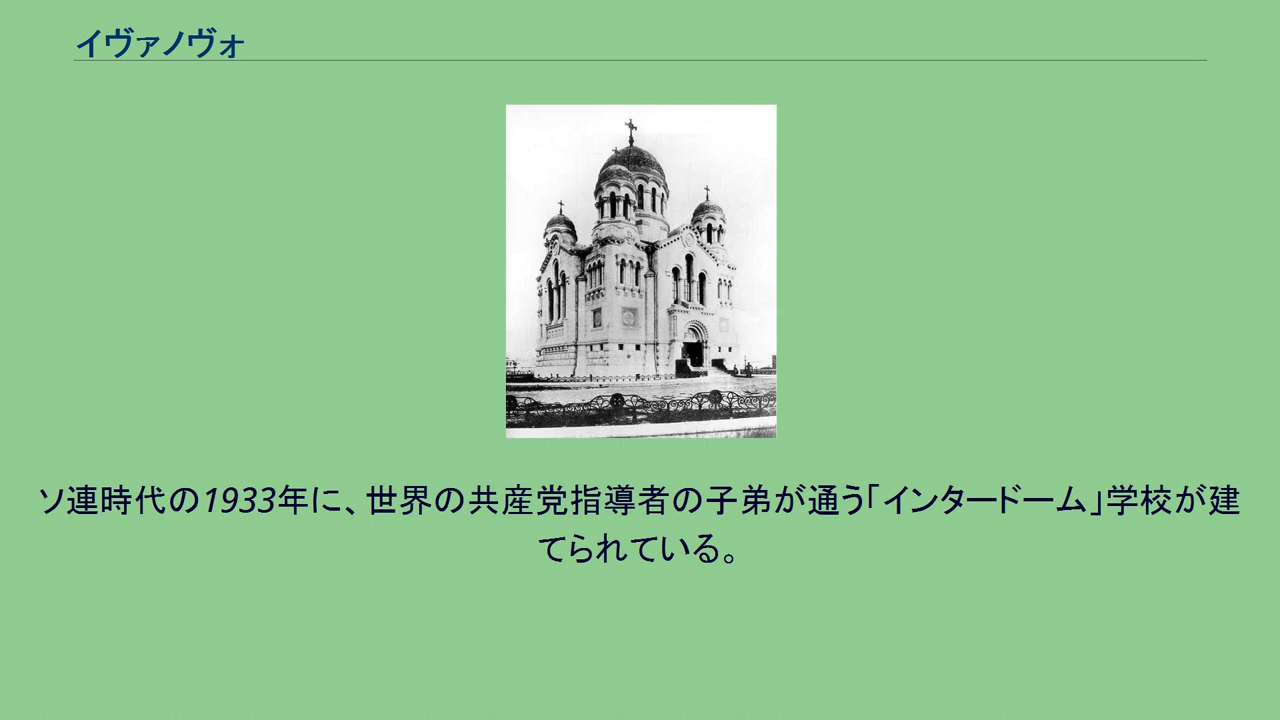 イヴァノヴォ
ソ連時代の1933年に、世界の共産党指導者の子弟が通う「インタードーム」学校が建
てられている。